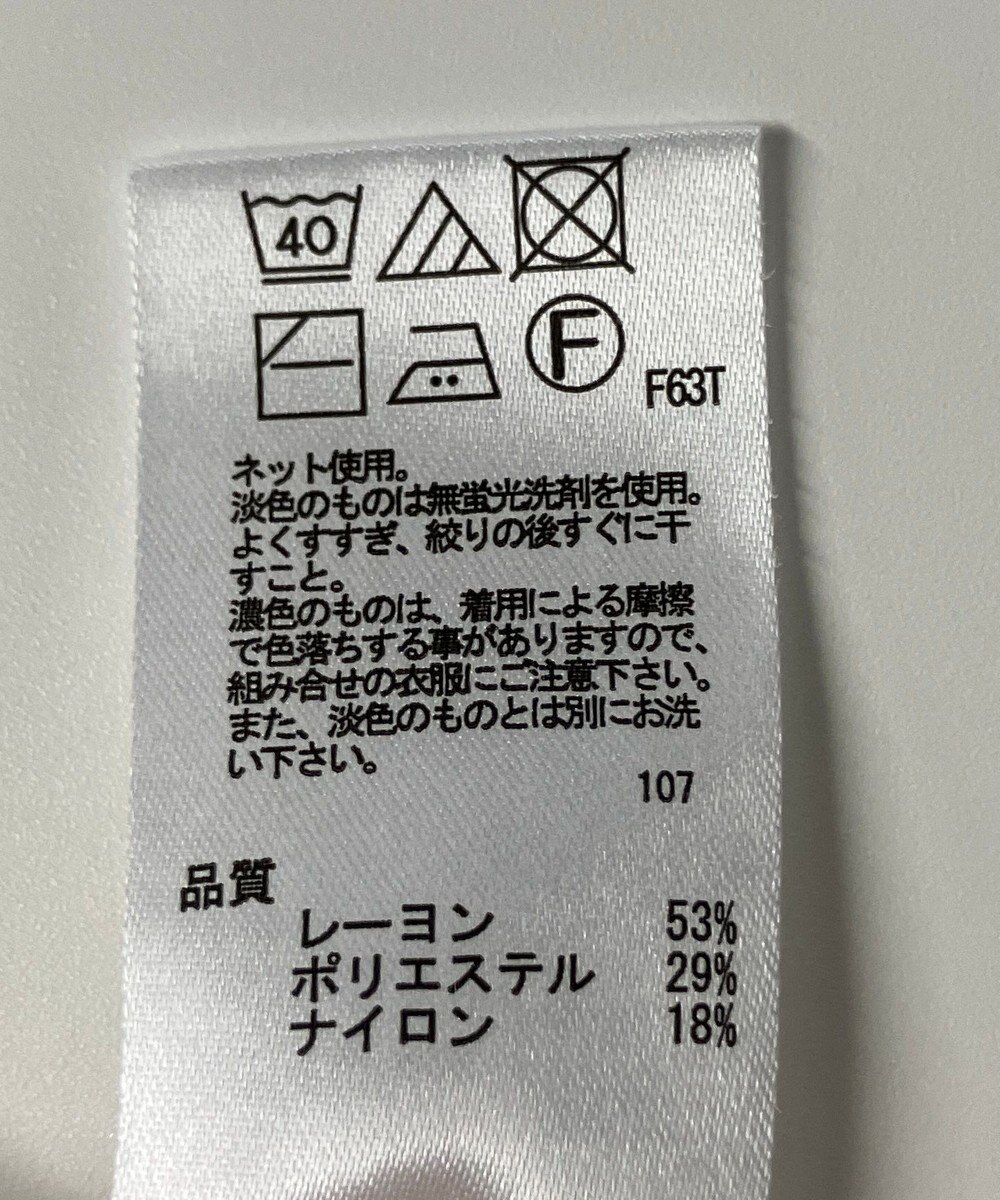 40
F
F63T
ネット使用。
淡色のものは無蛍光洗剤を使用。
よくすすぎ、絞りの後すぐに干
すこと。
濃色のものは、着用による摩擦
で色落ちする事がありますので、
組み合せの衣服にご注意下さい。
また、淡色のものとは別にお洗
い下さい。
107
品質
レーヨン 53%
ポリエステル 29%
ナイロン 18%